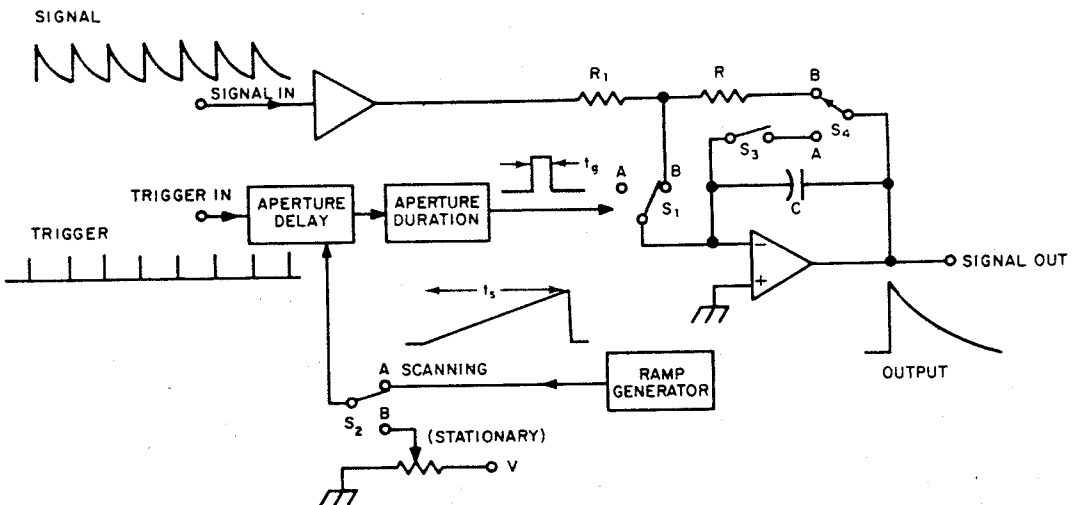 SIGNAL
SIGNAL IN
R1
R
B
S4
S3
A
C
TRIGGER IN
APERTURE
DELAY
APERTURE
DURATION
tg
A
B
S1
TRIGGER
−
+
SIGNAL OUT
ts
OUTPUT
A SCANNING
RAMP
GENERATOR
S2
B
(STATIONARY)
V